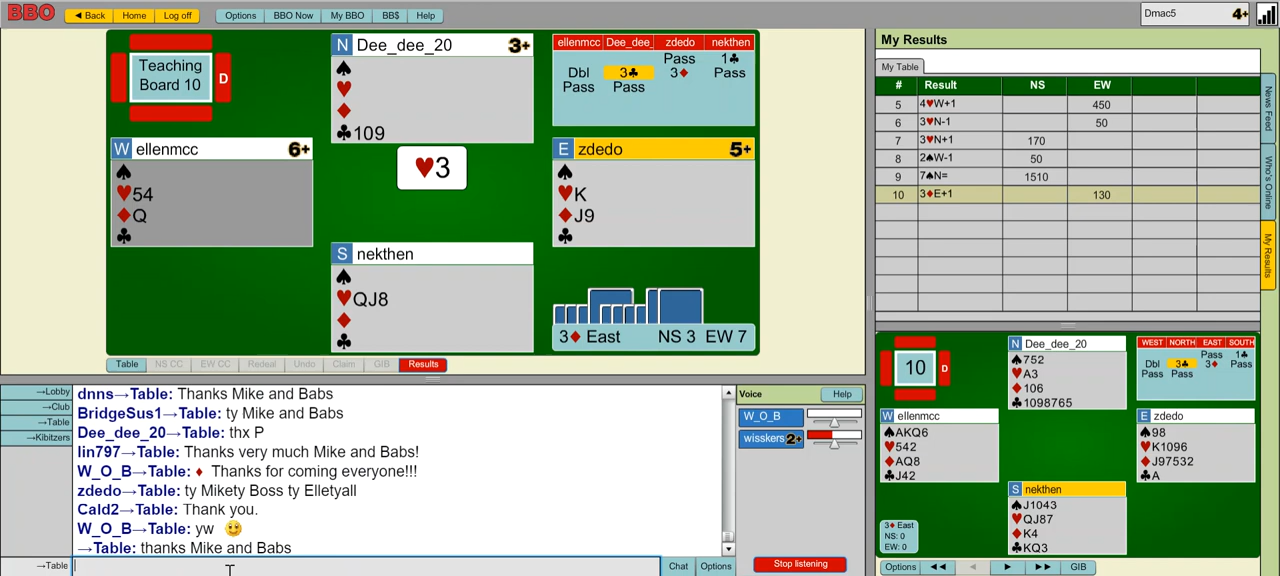 BBO ◄ Back Home Log off Options BBO Now My BBO BB$ Help Dmac5 4+
Teaching
Board 10
D
N Dee_dee_20 3+
♠
♥
♦
♣109
ellenmcc Dee_dee_ zdedo nekthen
Pass 1♣
Dbl 3♣ 3♦ Pass
Pass Pass
W ellenmcc 6+
♠
♥54
♦Q
♣
♥3
E zdedo 5+
♠
♥K
♦J9
♣
S nekthen
♠
♥QJ8
♦
♣
3♦ East NS 3 EW 7
Table NS CC EW CC Redeal Undo Claim GIB Results
My Results
My Table
# Result NS EW
5 4♥W+1 450
6 3♥N-1 50
7 3♥N+1 170
8 2♠W-1 50
9 7♠N= 1510
10 3♦E+1 130
News Feed
Who's Online
My Results
→Lobby
→Club
→Table
→Kibitzers
dnns→Table: Thanks Mike and Babs
BridgeSus1→Table: ty Mike and Babs
Dee_dee_20→Table: thx P
lin797→Table: Thanks very much Mike and Babs!
W_O_B→Table: ♦ Thanks for coming everyone!!!
zdedo→Table: ty Mikety Boss ty Elletyall
Cald2→Table: Thank you.
W_O_B→Table: yw
→Table: thanks Mike and Babs
→Table
Chat Options
Voice Help
W_O_B
wisskers 2+
Stop listening
10 D
N Dee_dee_20
♠752
♥A3
♦106
♣1098765
WEST NORTH EAST SOUTH
Pass 1♣
Dbl 3♣ 3♦ Pass
Pass Pass
W ellenmcc
♠AKQ6
♥542
♦AQ8
♣J42
E zdedo
♠98
♥K1096
♦J97532
♣A
S nekthen
♠J1043
♥QJ87
♦K4
♣KQ3
3♦ East
NS: 0
EW: 0
Options ◄◄ ◄ ► ►► GIB